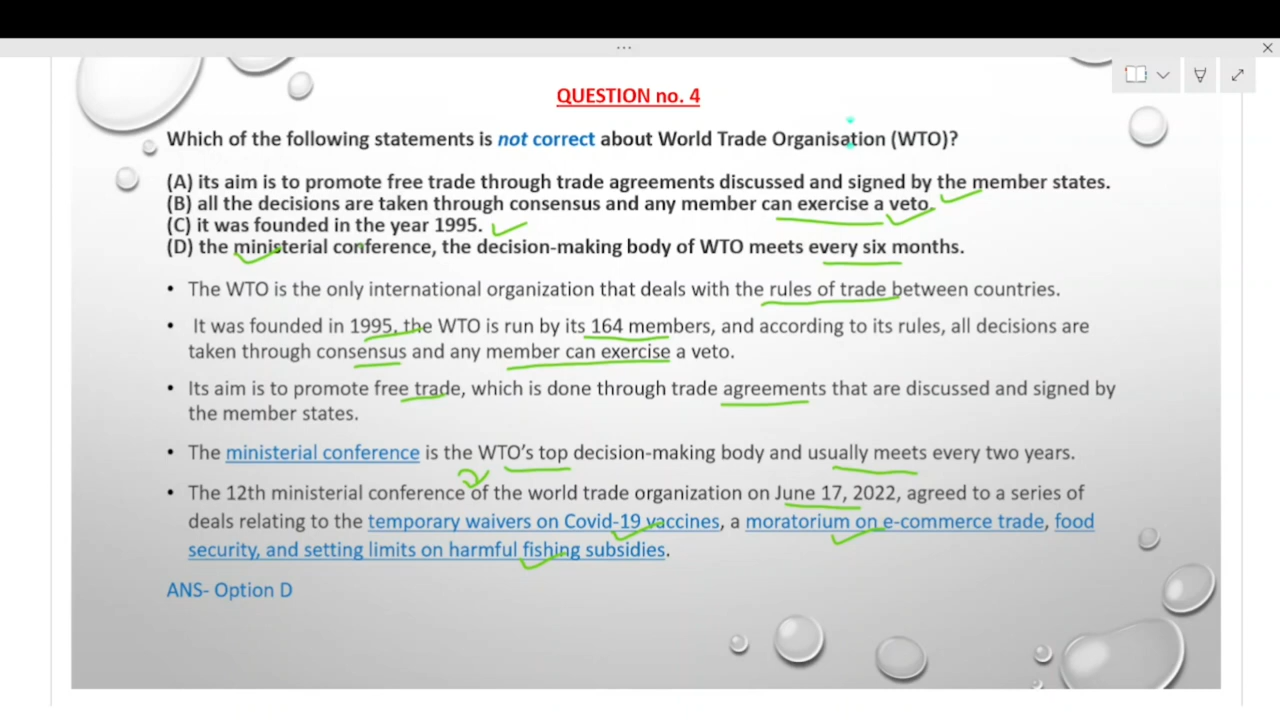 QUESTION no. 4
Which of the following statements is not correct about World Trade Organisation (WTO)?
(A) its aim is to promote free trade through trade agreements discussed and signed by the member states.
(B) all the decisions are taken through consensus and any member can exercise a veto.
(C) it was founded in the year 1995.
(D) the ministerial conference, the decision-making body of WTO meets every six months.
• The WTO is the only international organization that deals with the rules of trade between countries.
• It was founded in 1995, the WTO is run by its 164 members, and according to its rules, all decisions are
taken through consensus and any member can exercise a veto.
• Its aim is to promote free trade, which is done through trade agreements that are discussed and signed by
the member states.
• The ministerial conference is the WTO's top decision-making body and usually meets every two years.
• The 12th ministerial conference of the world trade organization on June 17, 2022, agreed to a series of
deals relating to the temporary waivers on Covid-19 vaccines, a moratorium on e-commerce trade, food
security, and setting limits on harmful fishing subsidies.
ANS- Option D